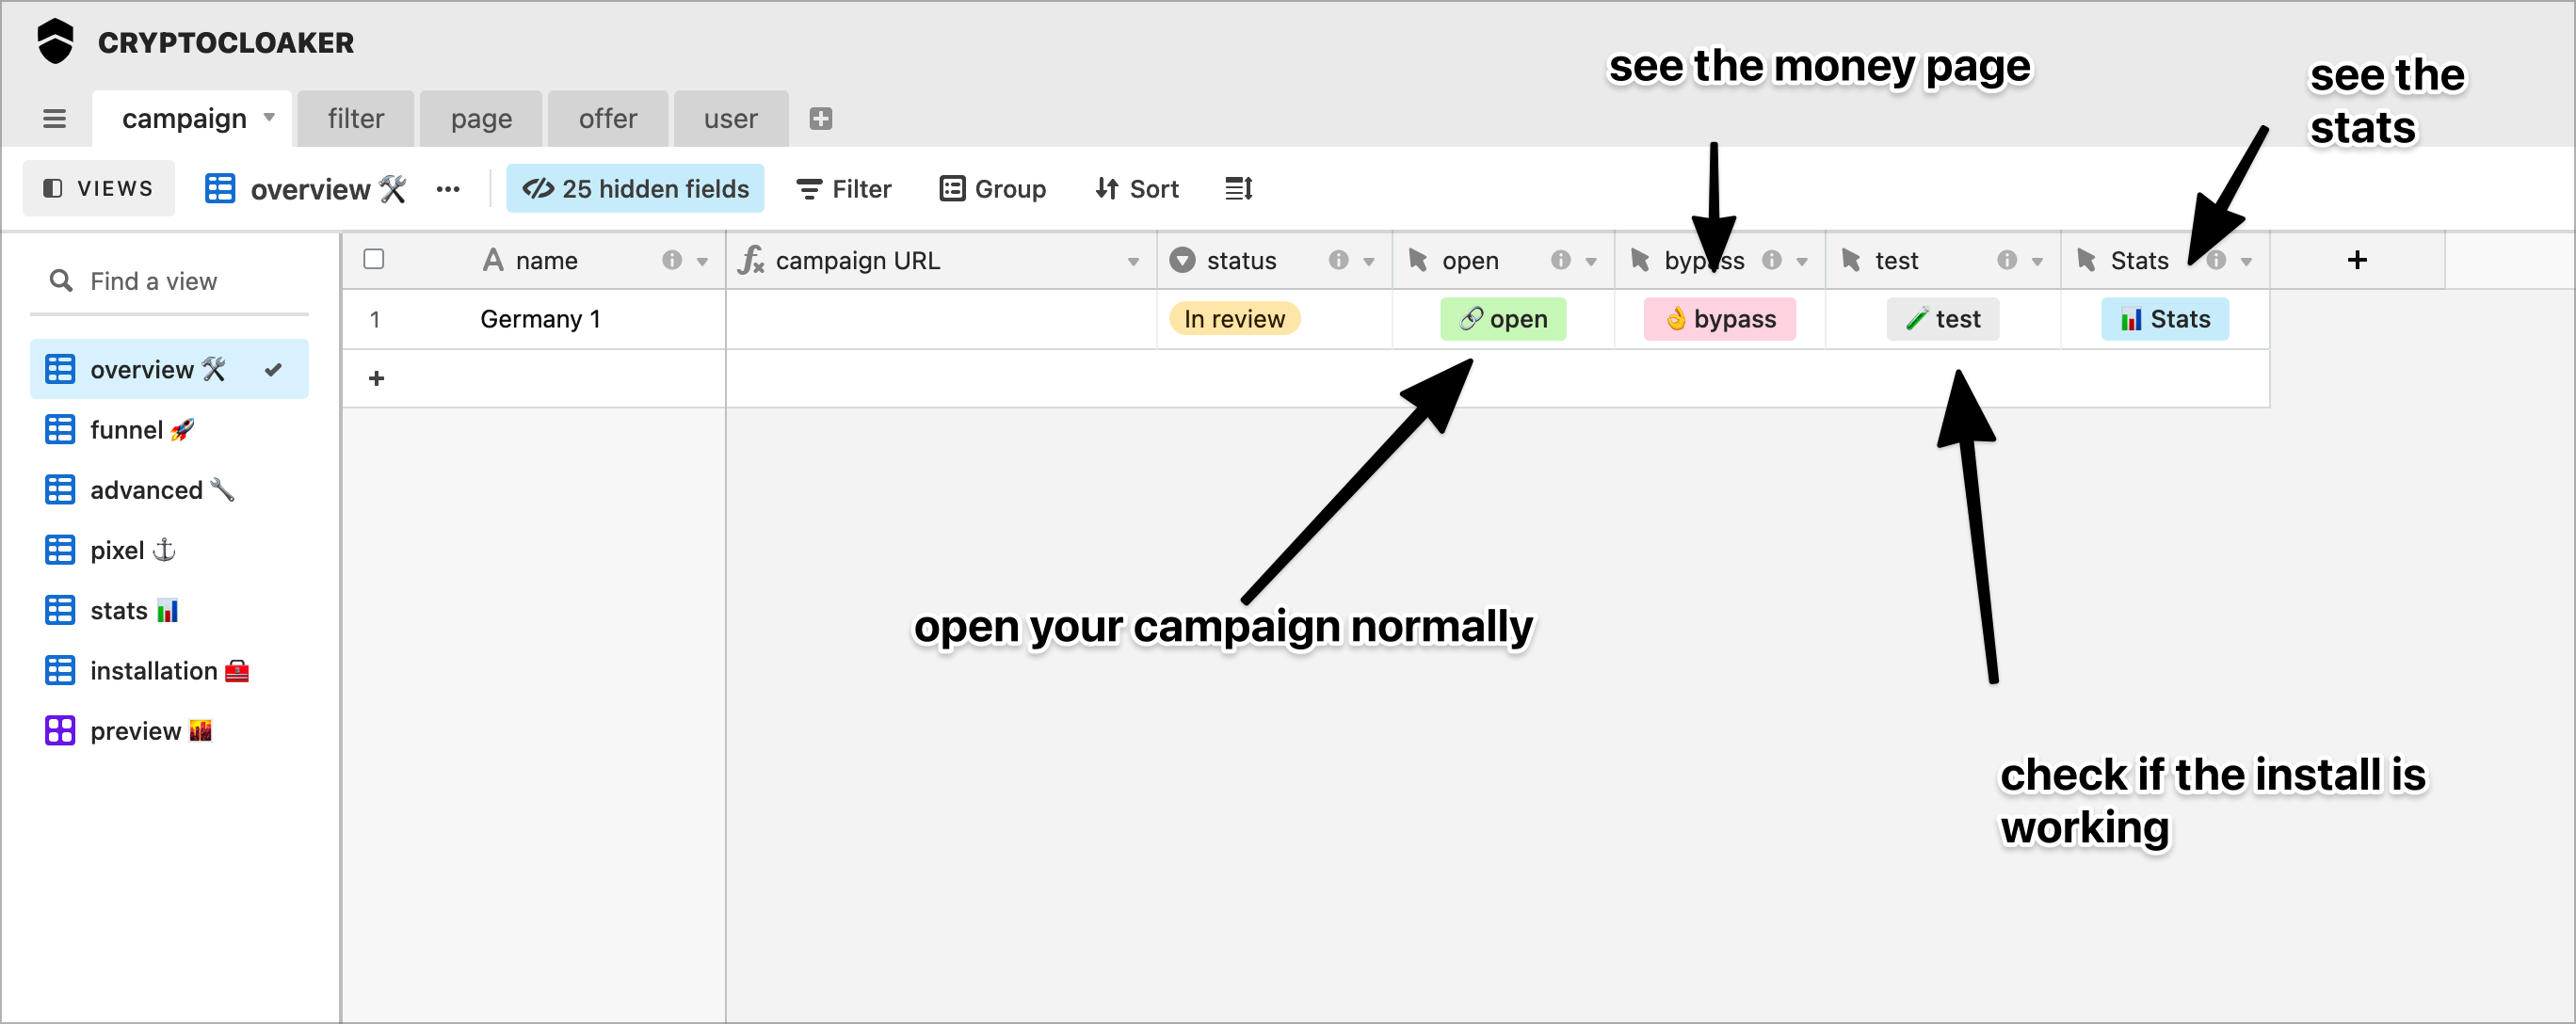 CRYPTOCLOAKER
see the money page
see the
stats
campaign filter page offer user
VIEWS overview 25 hidden fields Filter Group Sort
Find a view
name campaign URL status open bypass test Stats
1 Germany 1 In review open bypass test Stats
overview
funnel
advanced
pixel
stats
installation
preview
open your campaign normally
check if the install is
working